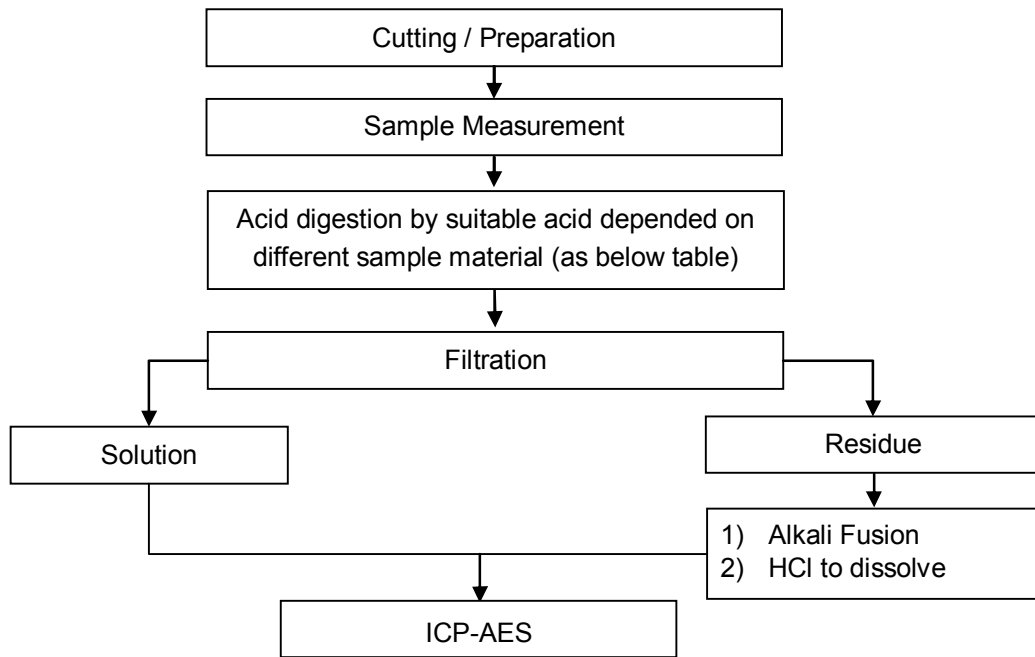 Cutting / Preparation
Sample Measurement
Acid digestion by suitable acid depended on
different sample material (as below table)
Filtration
Solution
Residue
1) Alkali Fusion
2) HCl to dissolve
ICP-AES